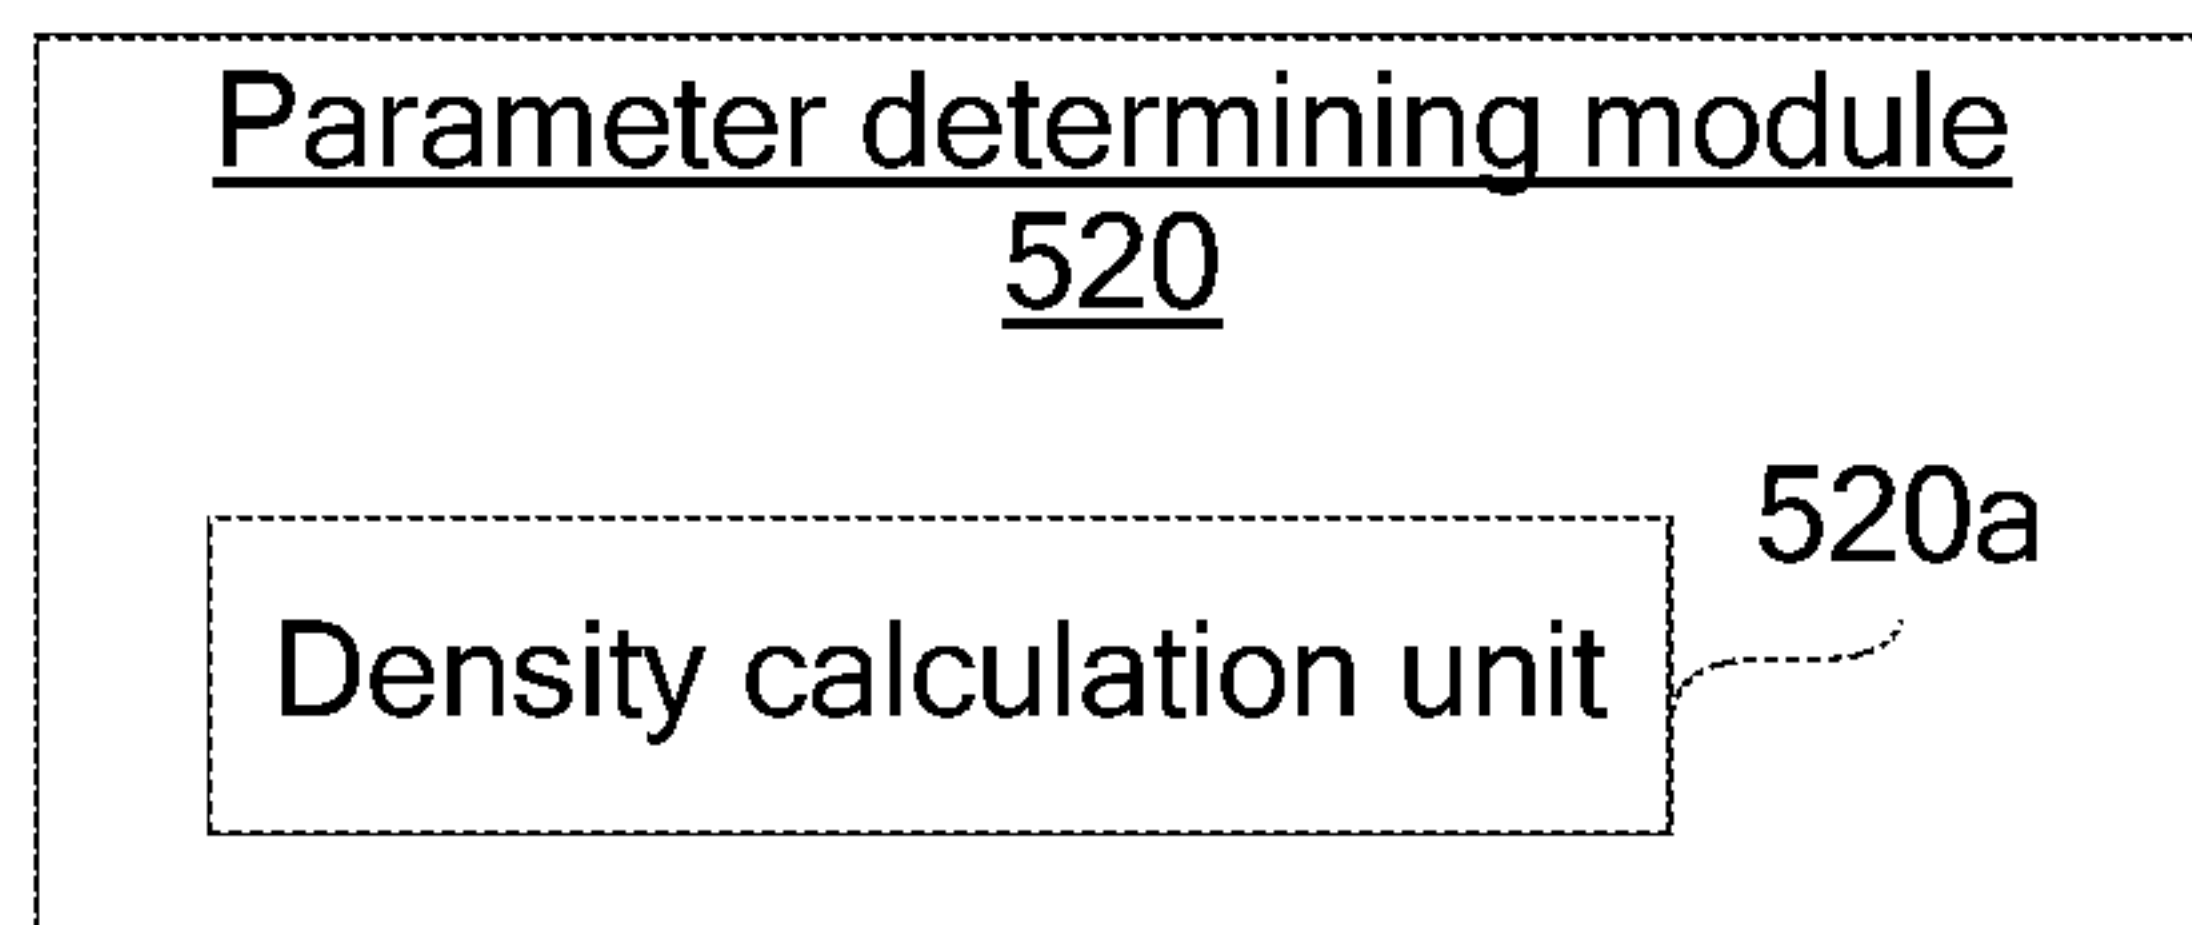 Parameter determining module
520
520a
Density calculation unit